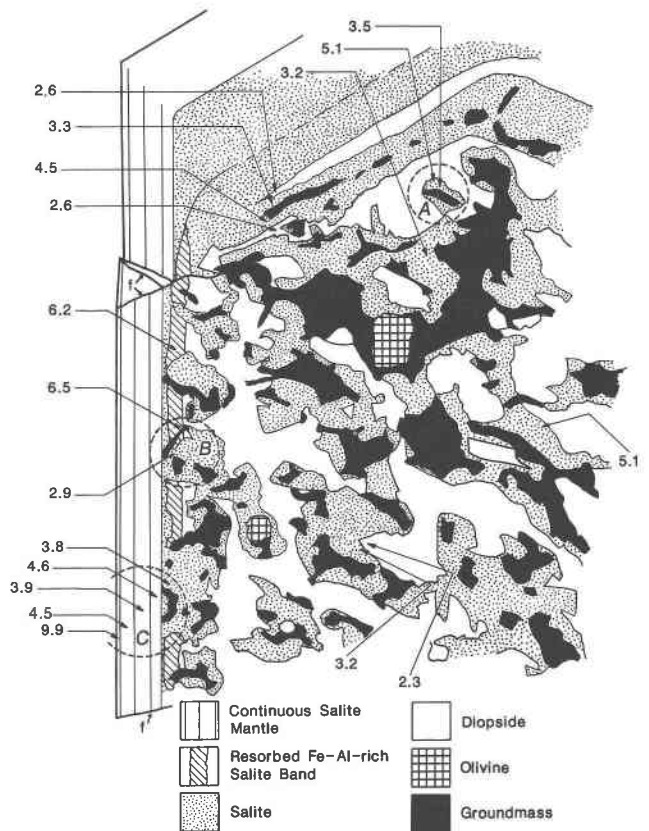 3.5
5.1
3.2
2.6
3.3
4.5
2.6
A
f
6.2
6.5
B
2.9
5.1
3.8
4.6
3.9
4.5
9.9
C
3.2
2.3
f
Continuous Salite
Mantle
Resorbed Fe-Al-rich
Salite Band
Salite
Diopside
Olivine
Groundmass